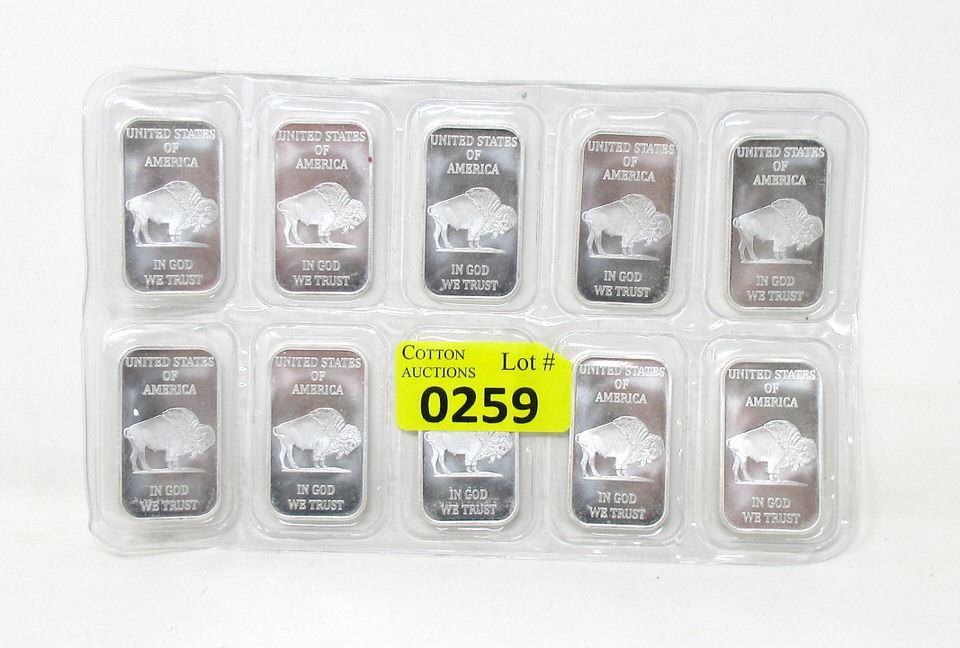 UNITED STATES
OF
AMERICA
IN GOD
WE TRUST
UNITED STATES
OF
AMERICA
IN GOD
WE TRUST
UNITED STATES
OF
AMERICA
IN GOD
WE TRUST
UNITED STATES
OF
AMERICA
IN GOD
WE TRUST
UNITED STATES
OF
AMERICA
IN GOD
WE TRUST
UNITED STATES
OF
AMERICA
IN GOD
WE TRUST
UNITED STATES
OF
AMERICA
IN GOD
WE TRUST
COTTON
AUCTIONS
Lot #
0259
IN GOD
WE TRUST
UNITED STATES
OF
AMERICA
IN GOD
WE TRUST
UNITED STATES
OF
AMERICA
IN GOD
WE TRUST